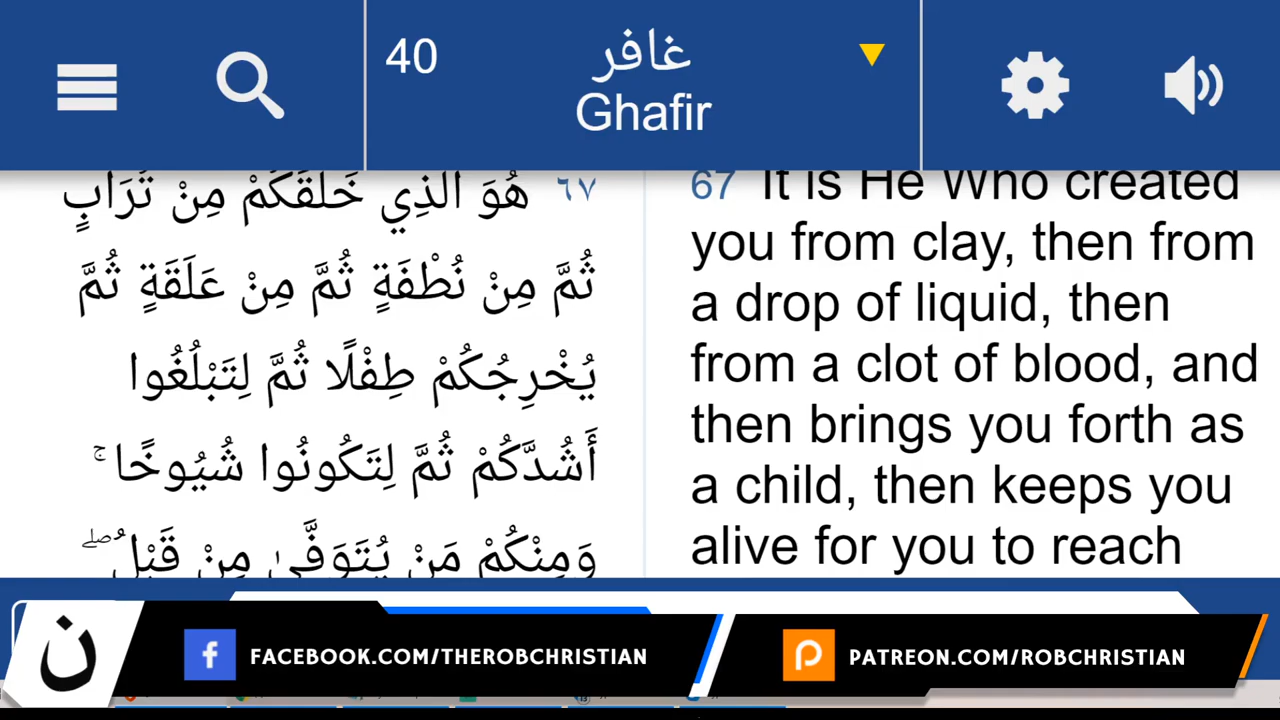 40
غافر
Ghafir
٦٧ هُوَ الَّذِي خَلَقَكُمْ مِنْ تُرَابٍ
ثُمَّ مِنْ نُطْفَةٍ ثُمَّ مِنْ عَلَقَةٍ ثُمَّ
يُخْرِجُكُمْ طِفْلًا ثُمَّ لِتَبْلُغُوا
أَشُدَّكُمْ ثُمَّ لِتَكُونُوا شُيُوخًا ۚ
وَمِنْكُمْ مَنْ يُتَوَفَّىٰ مِنْ قَبْلُ ۖ
67 It is He Who created
you from clay, then from
a drop of liquid, then
from a clot of blood, and
then brings you forth as
a child, then keeps you
alive for you to reach
ن
FACEBOOK.COM/THEROBCHRISTIAN
PATREON.COM/ROBCHRISTIAN